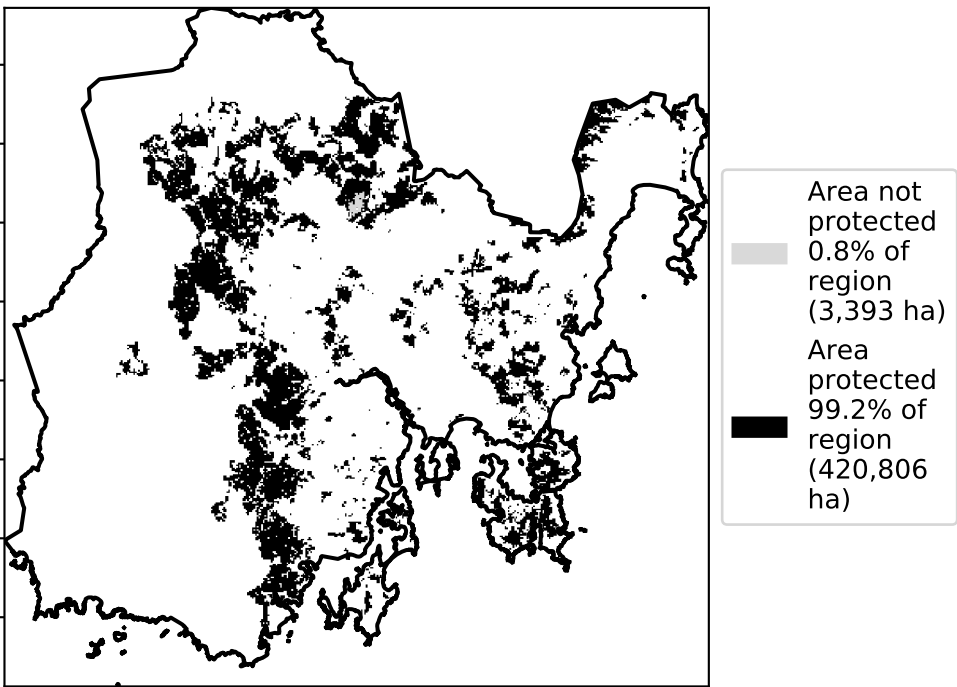 Area not
protected
0.8% of
region
(3,393 ha)
Area
protected
99.2% of
region
(420,806
ha)